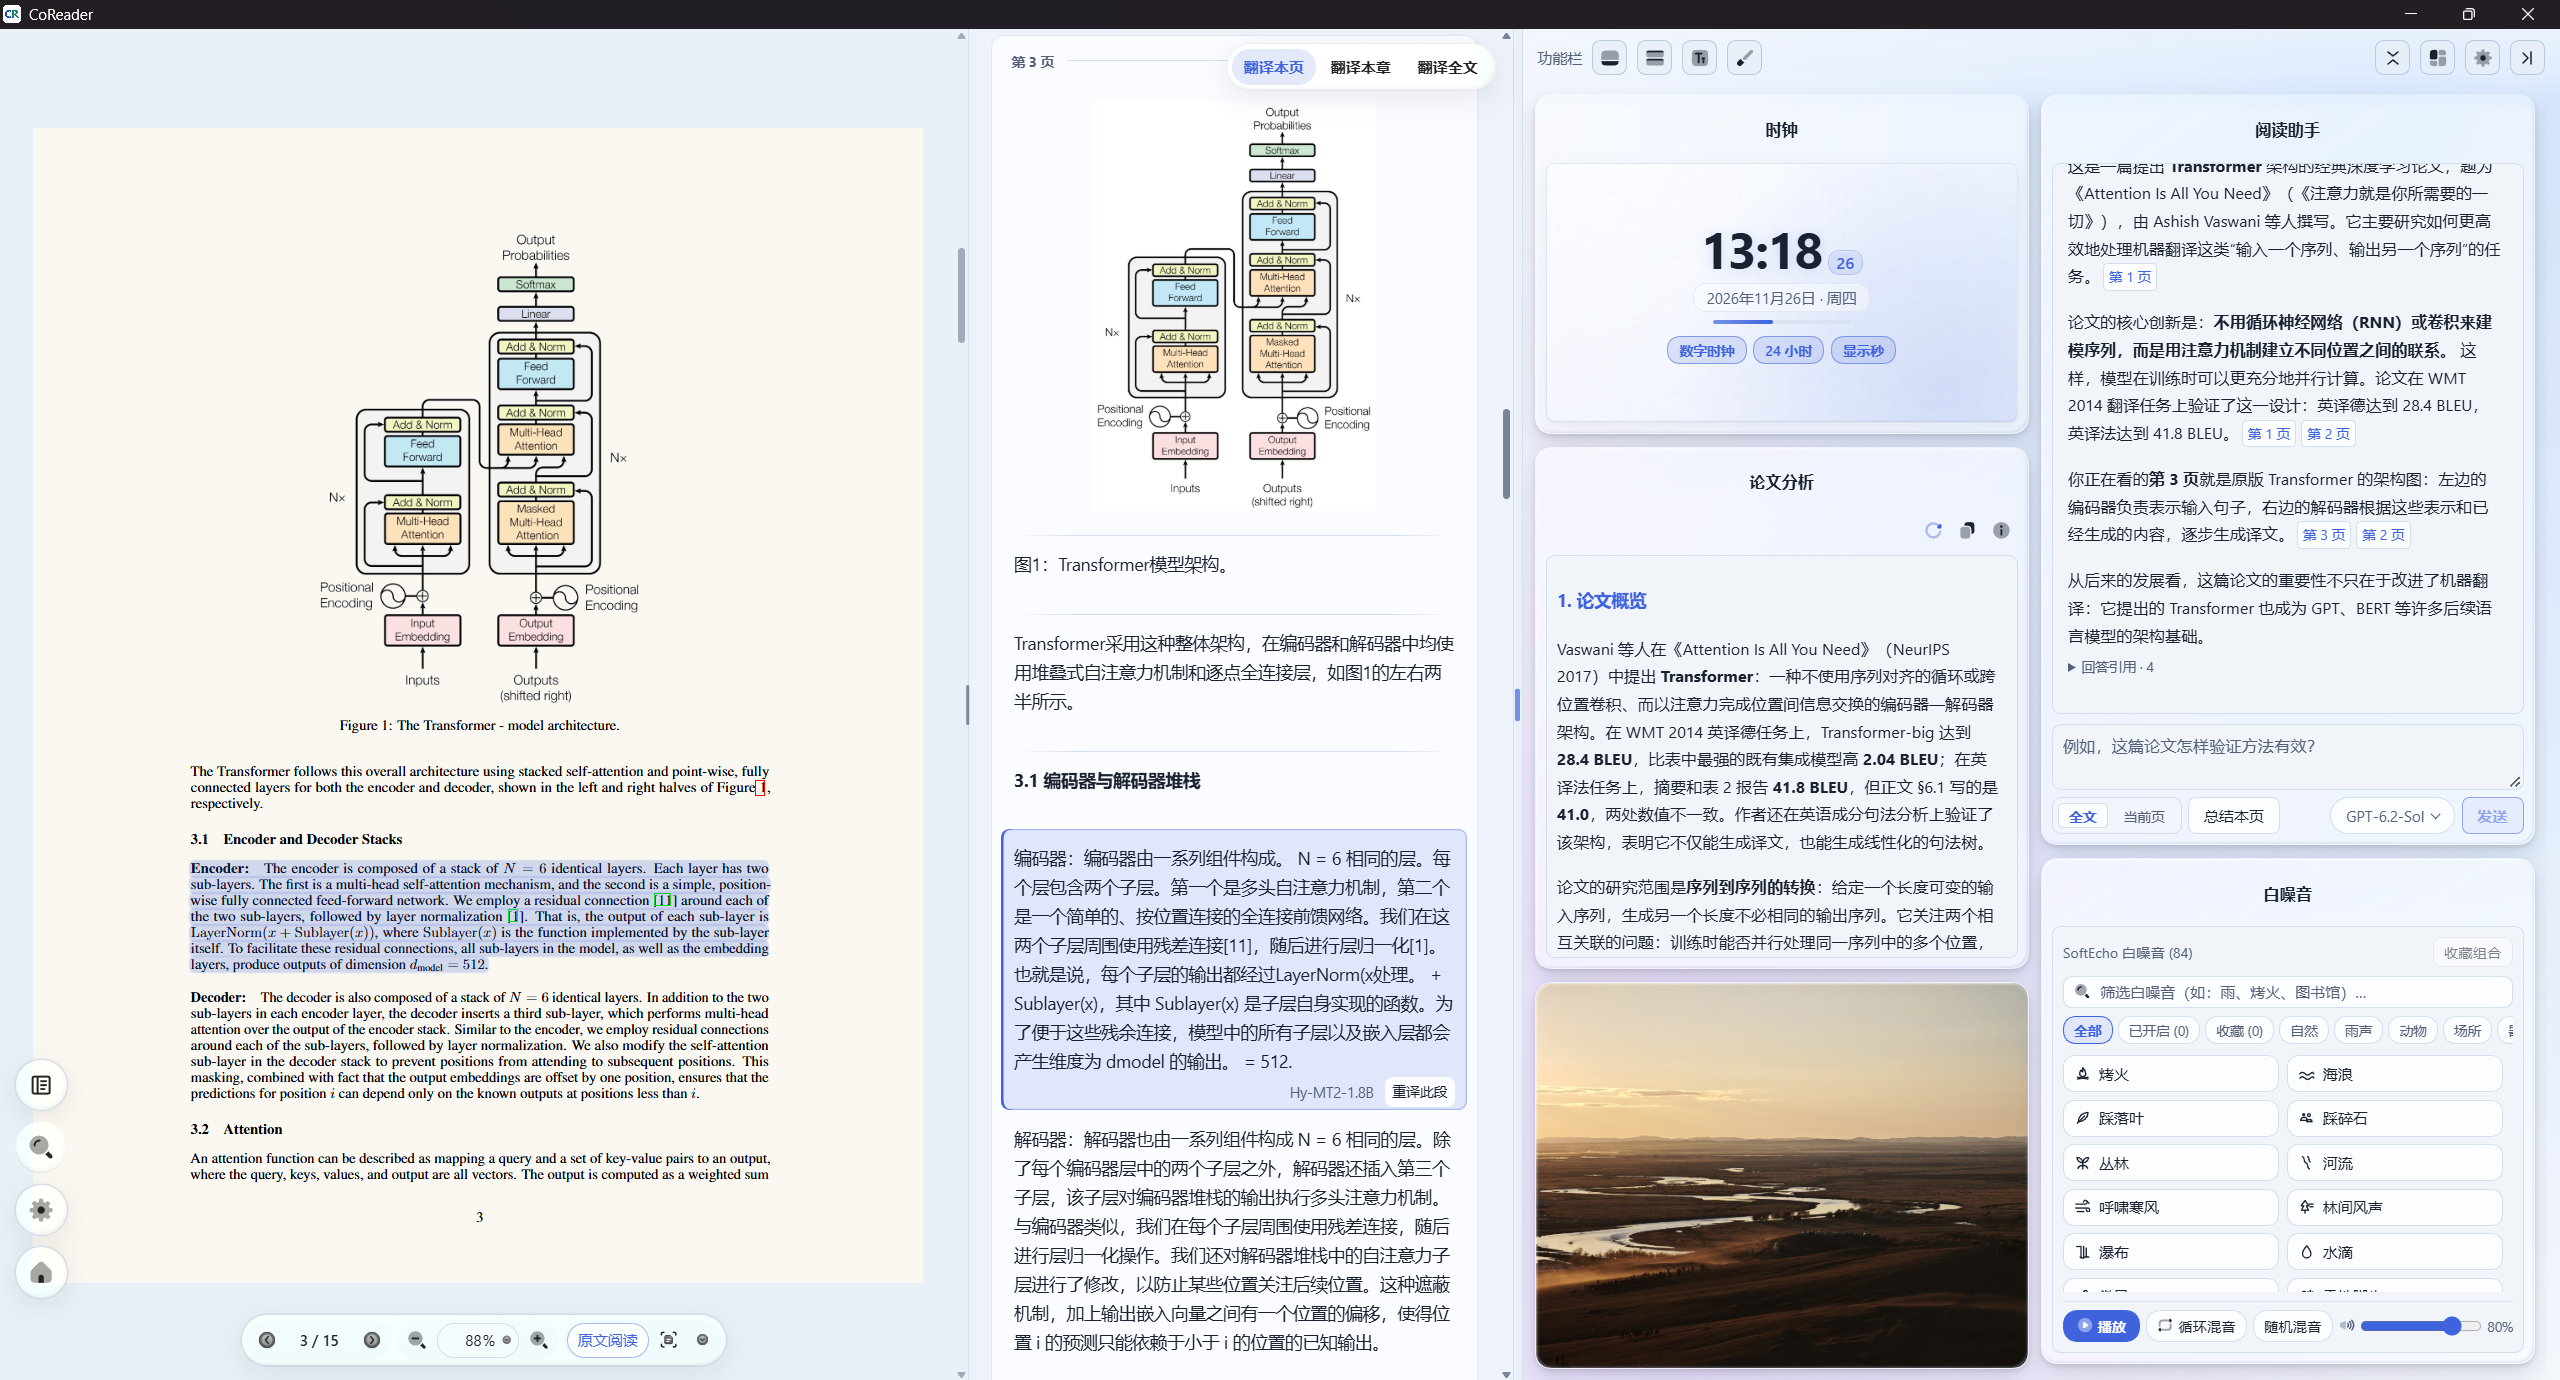 CoReader
Output
Probabilities
Softmax
Linear
Add & Norm
Feed
Forward
Add & Norm
Multi-Head
Attention
Add & Norm
Feed
Forward
Nx
Add & Norm
Masked
Multi-Head
Attention
Nx
Add & Norm
Multi-Head
Attention
Positional
Encoding
Positional
Encoding
Input
Embedding
Output
Embedding
Inputs
Outputs
(shifted right)
Figure 1: The Transformer - model architecture.
The Transformer follows this overall architecture using stacked self-attention and point-wise, fully
connected layers for both the encoder and decoder, shown in the left and right halves of Figure 1,
respectively.
3.1 Encoder and Decoder Stacks
Encoder: The encoder is composed of a stack of N = 6 identical layers. Each layer has two
sub-layers. The first is a multi-head self-attention mechanism, and the second is a simple, position-
wise fully connected feed-forward network. We employ a residual connection [11] around each of
the two sub-layers, followed by layer normalization [1]. That is, the output of each sub-layer is
LayerNorm(x + Sublayer(x)), where Sublayer(x) is the function implemented by the sub-layer
itself. To facilitate these residual connections, all sub-layers in the model, as well as the embedding
layers, produce outputs of dimension dmodel = 512.
Decoder: The decoder is also composed of a stack of N = 6 identical layers. In addition to the two
sub-layers in each encoder layer, the decoder inserts a third sub-layer, which performs multi-head
attention over the output of the encoder stack. Similar to the encoder, we employ residual connections
around each of the sub-layers, followed by layer normalization. We also modify the self-attention
sub-layer in the decoder stack to prevent positions from attending to subsequent positions. This
masking, combined with fact that the output embeddings are offset by one position, ensures that the
predictions for position i can depend only on the known outputs at positions less than i.
3.2 Attention
An attention function can be described as mapping a query and a set of key-value pairs to an output,
where the query, keys, values, and output are all vectors. The output is computed as a weighted sum
3
3 / 15
88%
原文阅读
第 3 页
翻译本页 翻译本章 翻译全文
Output
Probabilities
Softmax
Linear
Add & Norm
Feed
Forward
Add & Norm
Add & Norm
Multi-Head
Attention
Feed
Forward
Nx
Add & Norm
Add & Norm
Nx
Masked
Multi-Head
Attention
Multi-Head
Attention
Positional
Encoding
Positional
Encoding
Input
Embedding
Output
Embedding
Inputs
Outputs
(shifted right)
图1：Transformer模型架构。
Transformer采用这种整体架构，在编码器和解码器中均使
用堆叠式自注意力机制和逐点全连接层，如图1的左右两
半所示。
3.1 编码器与解码器堆栈
编码器：编码器由一系列组件构成。 N = 6 相同的层。每
个层包含两个子层。第一个是多头自注意力机制，第二个
是一个简单的、按位置连接的全连接前馈网络。我们在这
两个子层周围使用残差连接[11]，随后进行层归一化[1]。
也就是说，每个子层的输出都经过LayerNorm(x处理。 +
Sublayer(x)，其中 Sublayer(x) 是子层自身实现的函数。为
了便于这些残余连接，模型中的所有子层以及嵌入层都会
产生维度为 dmodel 的输出。 = 512.
Hy-MT2-1.8B 重译此段
解码器：解码器也由一系列组件构成 N = 6 相同的层。除
了每个编码器层中的两个子层之外，解码器还插入第三个
子层，该子层对编码器堆栈的输出执行多头注意力机制。
与编码器类似，我们在每个子层周围使用残差连接，随后
进行层归一化操作。我们还对解码器堆栈中的自注意力子
层进行了修改，以防止某些位置关注后续位置。这种遮蔽
机制，加上输出嵌入向量之间有一个位置的偏移，使得位
置 i 的预测只能依赖于小于 i 的位置的已知输出。
功能栏
时钟
13:18 26
2026年11月26日 · 周四
数字时钟 24 小时 显示秒
论文分析
1. 论文概览
Vaswani 等人在《Attention Is All You Need》（NeurIPS
2017）中提出 Transformer：一种不使用序列对齐的循环或跨
位置卷积、而以注意力完成位置间信息交换的编码器—解码器
架构。在 WMT 2014 英译德任务上，Transformer-big 达到
28.4 BLEU，比表中最强的既有集成模型高 2.04 BLEU；在英
译法任务上，摘要和表 2 报告 41.8 BLEU，但正文 §6.1 写的是
41.0，两处数值不一致。作者还在英语成分句法分析上验证了
该架构，表明它不仅能生成译文，也能生成线性化的句法树。
论文的研究范围是序列到序列的转换：给定一个长度可变的输
入序列，生成另一个长度不必相同的输出序列。它关注两个相
互关联的问题：训练时能否并行处理同一序列中的多个位置，
阅读助手
这是一篇提出 Transformer 架构的经典深度学习论文，题为
《Attention Is All You Need》（《注意力就是你所需要的一
切》），由 Ashish Vaswani 等人撰写。它主要研究如何更高
效地处理机器翻译这类“输入一个序列、输出另一个序列”的任
务。 第 1 页
论文的核心创新是：不用循环神经网络（RNN）或卷积来建
模序列，而是用注意力机制建立不同位置之间的联系。 这
样，模型在训练时可以更充分地并行计算。论文在 WMT
2014 翻译任务上验证了这一设计：英译德达到 28.4 BLEU，
英译法达到 41.8 BLEU。 第 1 页 第 2 页
你正在看的第 3 页就是原版 Transformer 的架构图：左边的
编码器负责表示输入句子，右边的解码器根据这些表示和已
经生成的内容，逐步生成译文。 第 3 页 第 2 页
从后来的发展看，这篇论文的重要性不只在于改进了机器翻
译：它提出的 Transformer 也成为 GPT、BERT 等许多后续语
言模型的架构基础。
回答引用 · 4
例如，这篇论文怎样验证方法有效？
全文 当前页 总结本页 GPT-6.2-Sol 发送
白噪音
SoftEcho 白噪音 (84) 收藏组合
筛选白噪音（如：雨、烤火、图书馆）...
全部 已开启 (0) 收藏 (0) 自然 雨声 动物 场所
烤火 海浪
踩落叶 踩碎石
丛林 河流
呼啸寒风 林间风声
瀑布 水滴
播放 循环混音 随机混音 80%